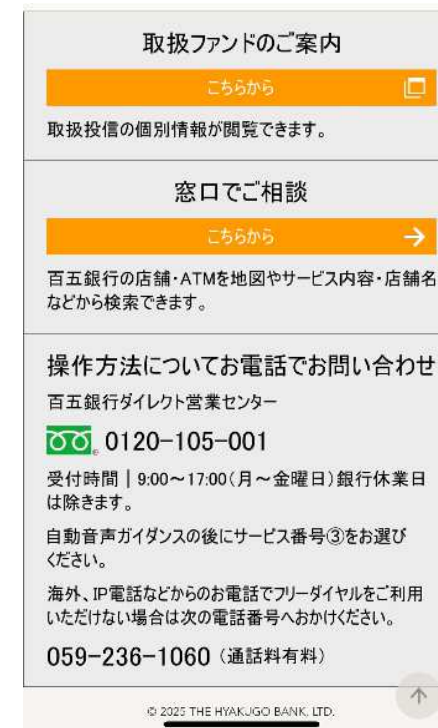 取扱ファンドのご案内
こちらから
取扱投信の個別情報が閲覧できます。
窓口でご相談
こちらから
百五銀行の店舗・ATMを地図やサービス内容・店舗名
などから検索できます。
操作方法についてお電話でお問い合わせ
百五銀行ダイレクト営業センター
0120-105-001
受付時間 | 9:00～17:00(月～金曜日)銀行休業日
は除きます。
自動音声ガイダンスの後にサービス番号③をお選び
ください。
海外、IP電話などからのお電話でフリーダイヤルをご利用
いただけない場合は次の電話番号へおかけください。
059-236-1060 (通話料有料)
© 2025 THE HYAKUGO BANK, LTD.